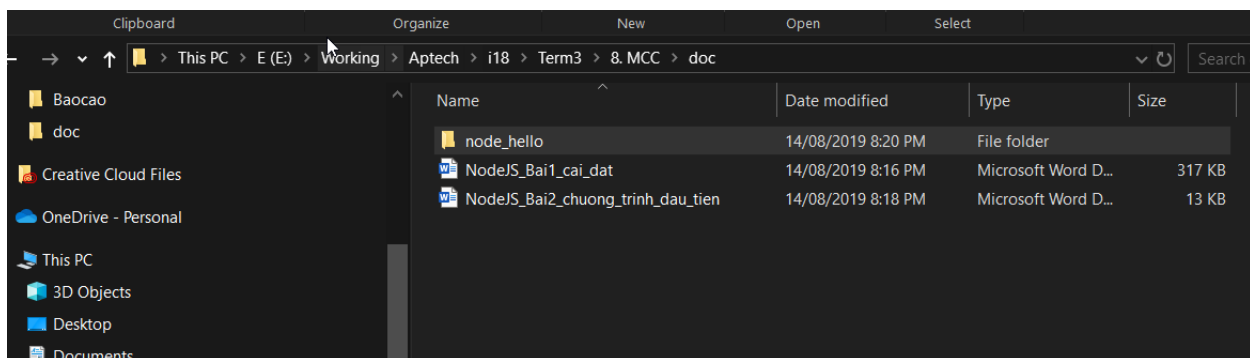 Clipboard Organize New Open Select
This PC > E (E:) > Working > Aptech > i18 > Term3 > 8. MCC > doc Search
Baocao
doc
Creative Cloud Files
OneDrive - Personal
This PC
3D Objects
Desktop
Documents
Name Date modified Type Size
node_hello 14/08/2019 8:20 PM File folder
NodeJS_Bai1_cai_dat 14/08/2019 8:16 PM Microsoft Word D... 317 KB
NodeJS_Bai2_chuong_trinh_dau_tien 14/08/2019 8:18 PM Microsoft Word D... 13 KB